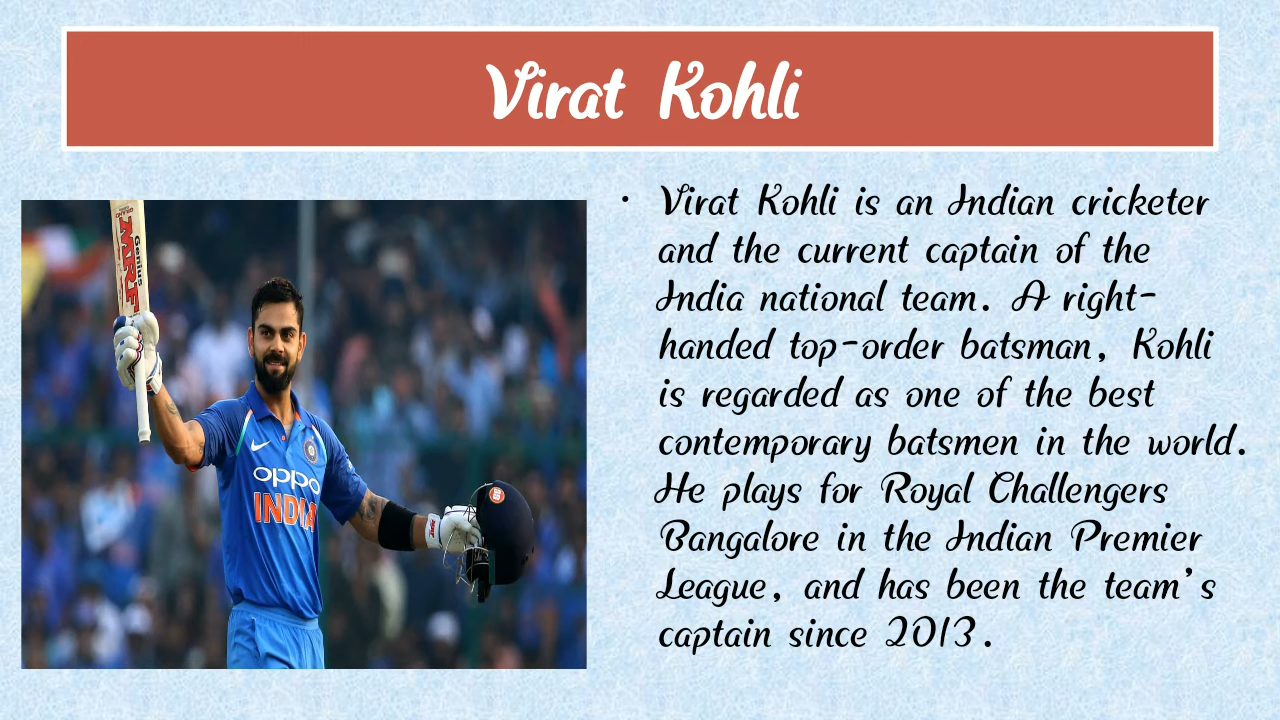 Virat Kohli
• Virat Kohli is an Indian cricketer
and the current captain of the
India national team. A right-
handed top-order batsman, Kohli
is regarded as one of the best
contemporary batsmen in the world.
He plays for Royal Challengers
Bangalore in the Indian Premier
League, and has been the team's
captain since 2013.
Genius
MRF
oppo
INDIA